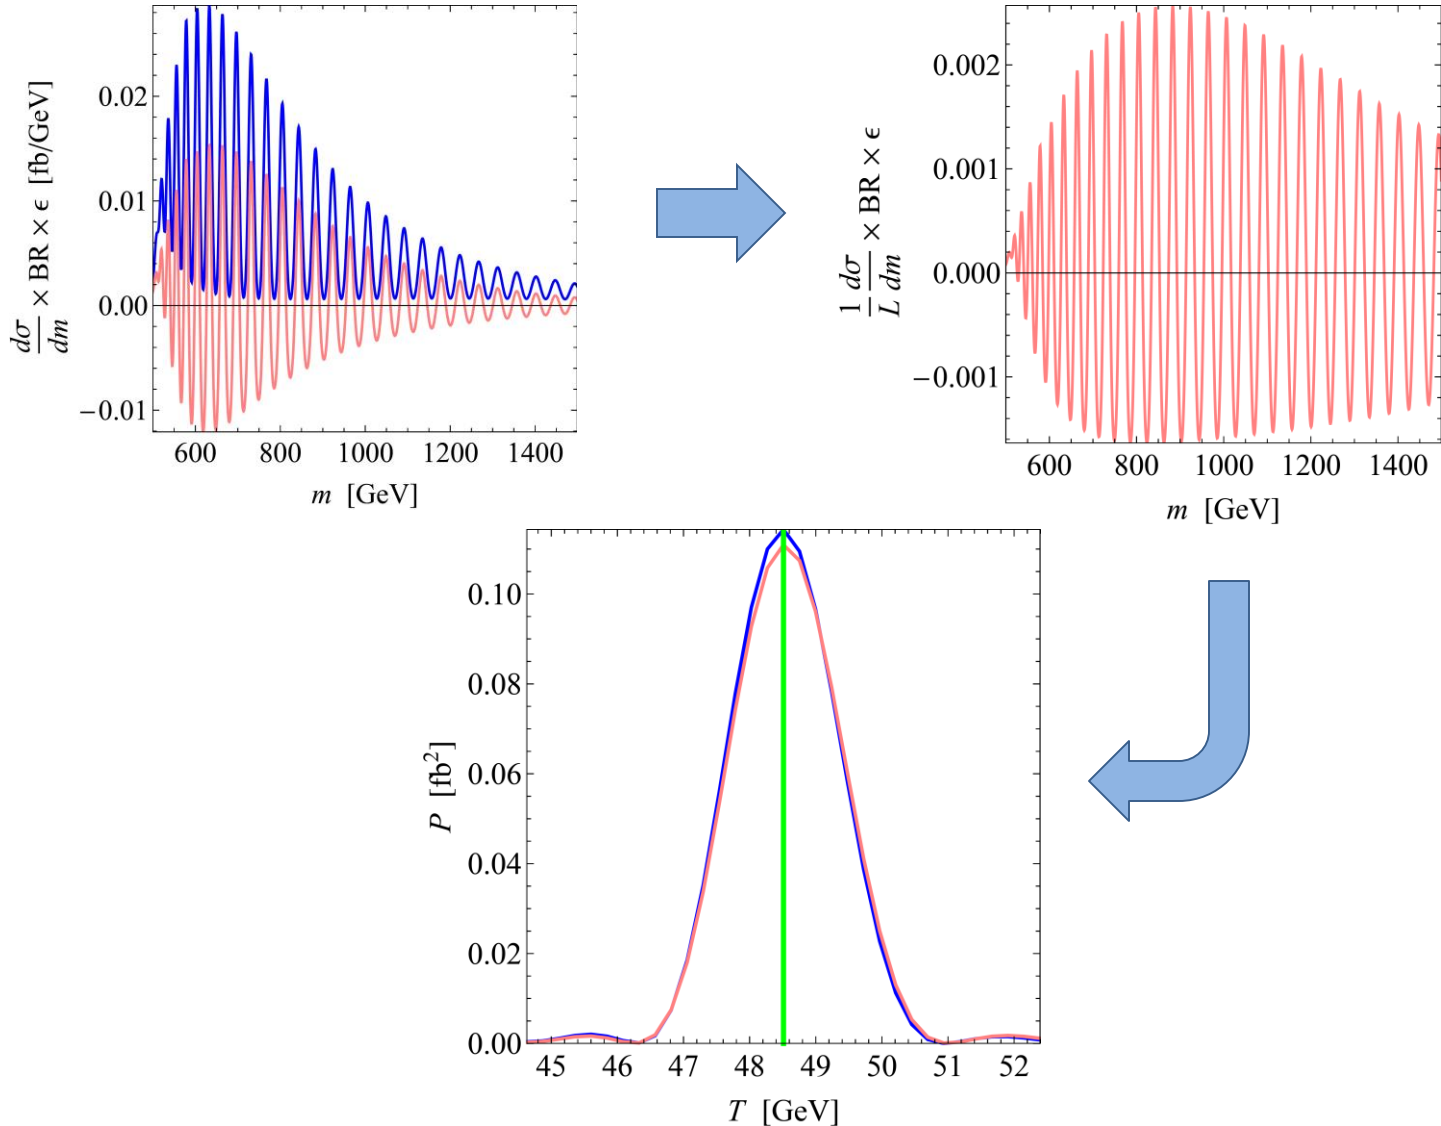 dσ/dm × BR × ϵ [fb/GeV]
0.02
0.01
0.00
−0.01
600 800 1000 1200 1400
m [GeV]
1/L dσ/dm × BR × ϵ
0.002
0.001
0.000
−0.001
600 800 1000 1200 1400
m [GeV]
P [fb²]
0.10
0.08
0.06
0.04
0.02
0.00
45 46 47 48 49 50 51 52
T [GeV]